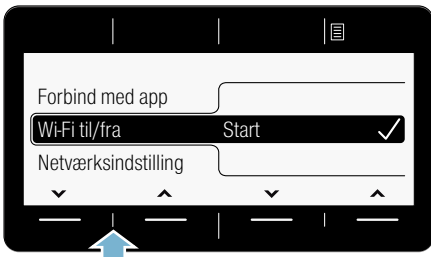 Forbind med app
Wi-Fi til/fra Start
Netværksindstilling